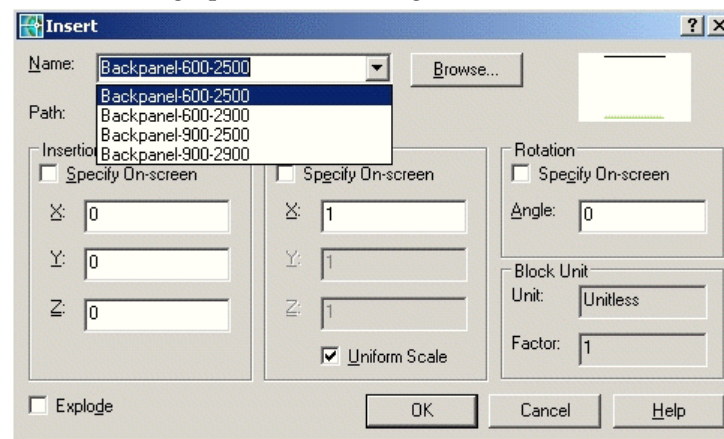 Insert
Name: Backpanel-600-2500 Browse...
Backpanel-600-2500
Backpanel-600-2900
Backpanel-900-2500
Backpanel-900-2900
Path:
Insertion
Specify On-screen
X: 0
Y: 0
Z: 0
Specify On-screen
X: 1
Y: 1
Z: 1
Uniform Scale
Rotation
Specify On-screen
Angle: 0
Block Unit
Unit: Unitless
Factor: 1
Explode
OK
Cancel
Help